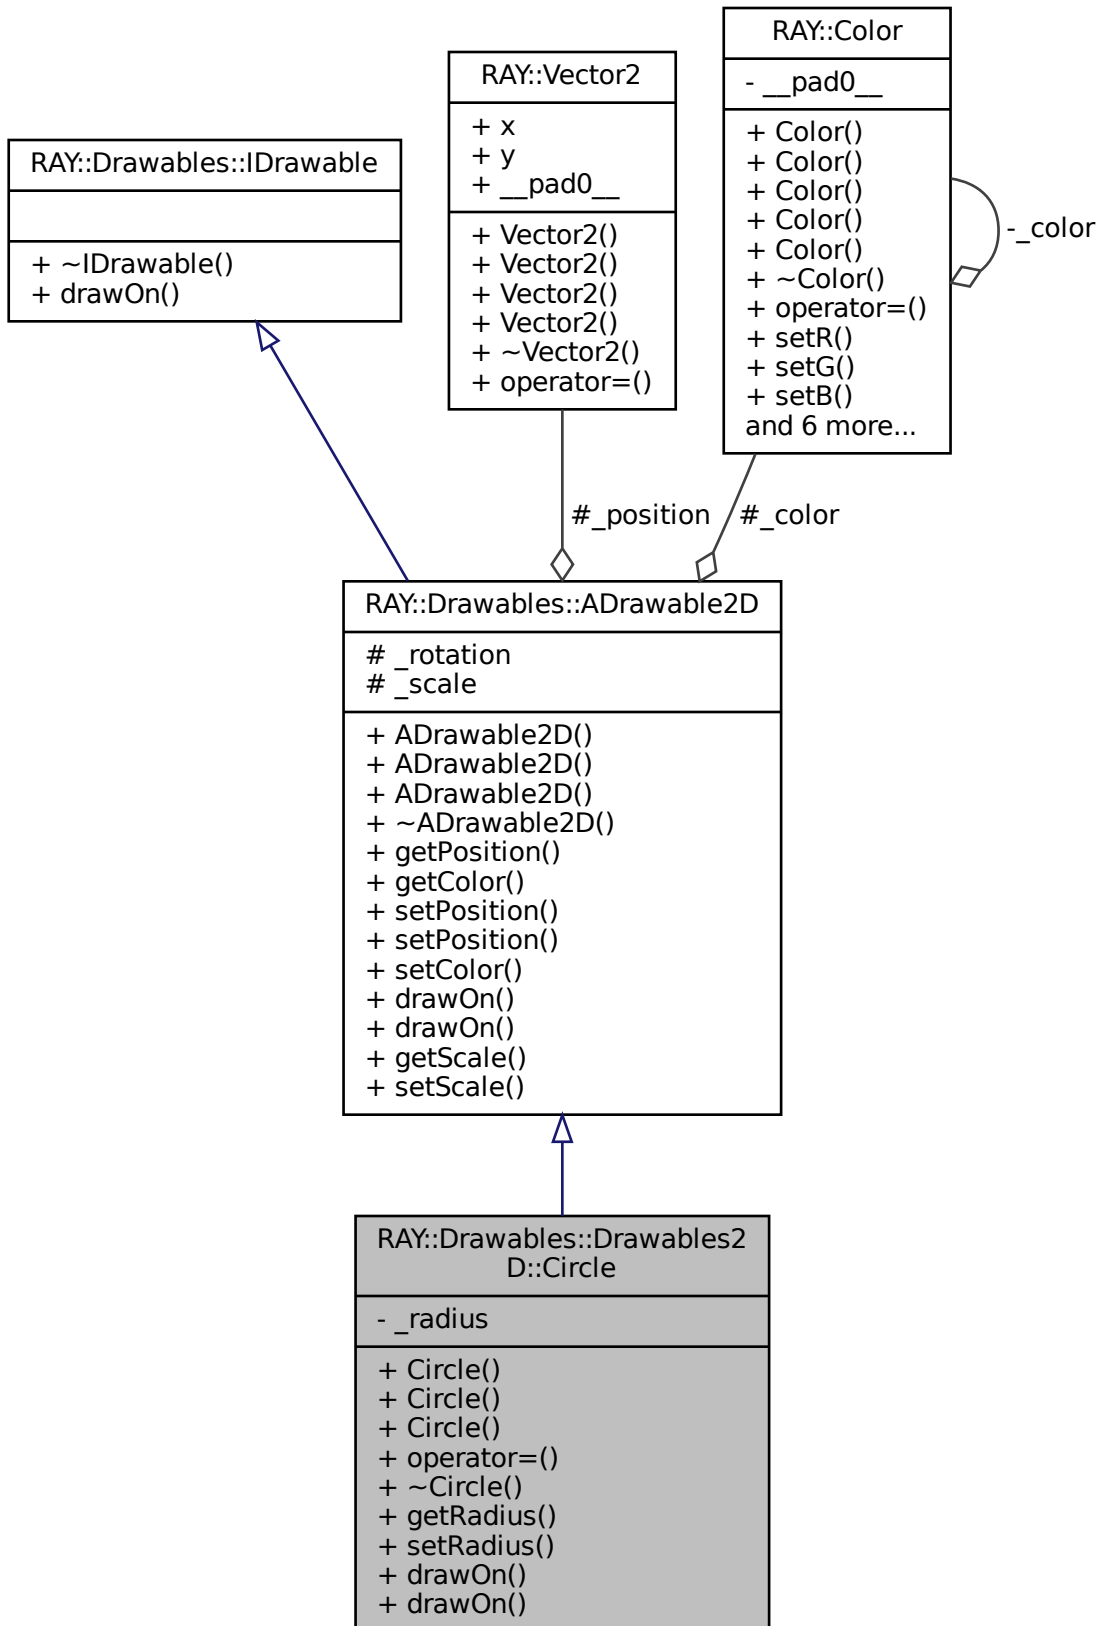 RAY::Color
- __pad0__
+ Color()
+ Color()
+ Color()
+ Color()
+ Color()
+ ~Color()
+ operator=()
+ setR()
+ setG()
+ setB()
and 6 more...
-_color
RAY::Vector2
+ x
+ y
+ __pad0__
+ Vector2()
+ Vector2()
+ Vector2()
+ Vector2()
+ ~Vector2()
+ operator=()
RAY::Drawables::IDrawable
+ ~IDrawable()
+ drawOn()
#_position
#_color
RAY::Drawables::ADrawable2D
# _rotation
# _scale
+ ADrawable2D()
+ ADrawable2D()
+ ADrawable2D()
+ ~ADrawable2D()
+ getPosition()
+ getColor()
+ setPosition()
+ setPosition()
+ setColor()
+ drawOn()
+ drawOn()
+ getScale()
+ setScale()
RAY::Drawables::Drawables2
D::Circle
- _radius
+ Circle()
+ Circle()
+ Circle()
+ operator=()
+ ~Circle()
+ getRadius()
+ setRadius()
+ drawOn()
+ drawOn()